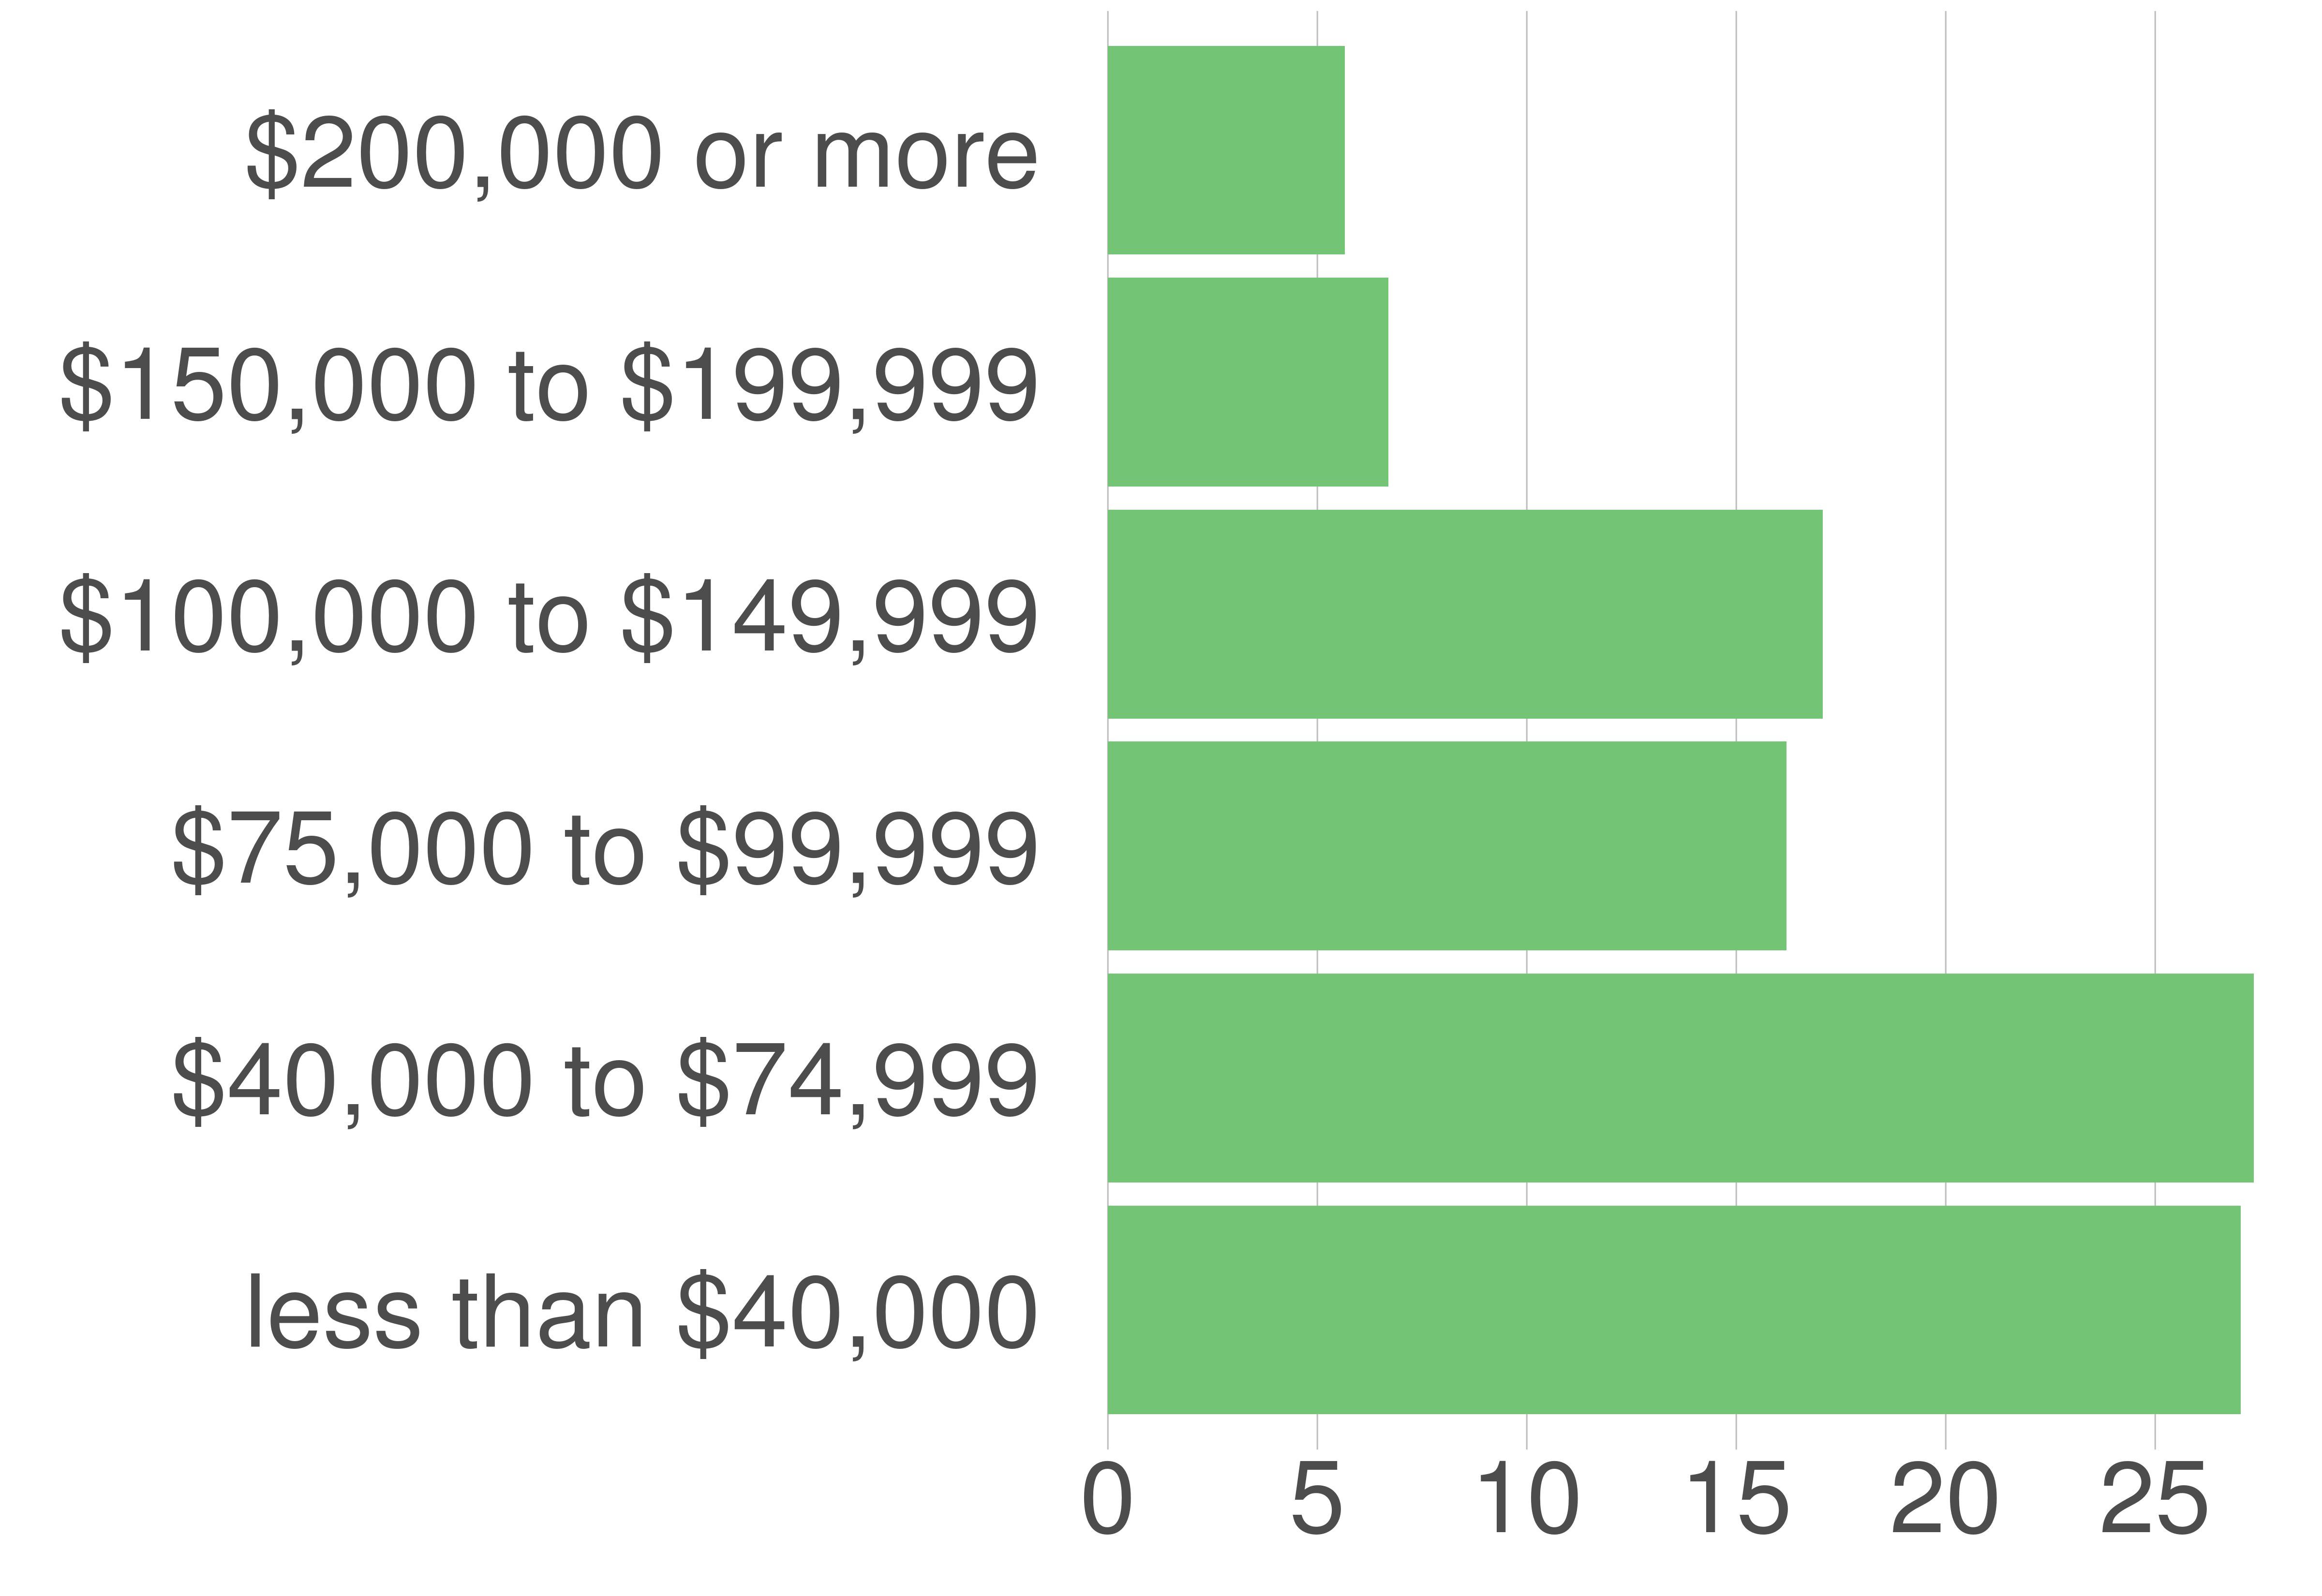 $200,000 or more
$150,000 to $199,999
$100,000 to $149,999
$75,000 to $99,999
$40,000 to $74,999
less than $40,000
0 5 10 15 20 25